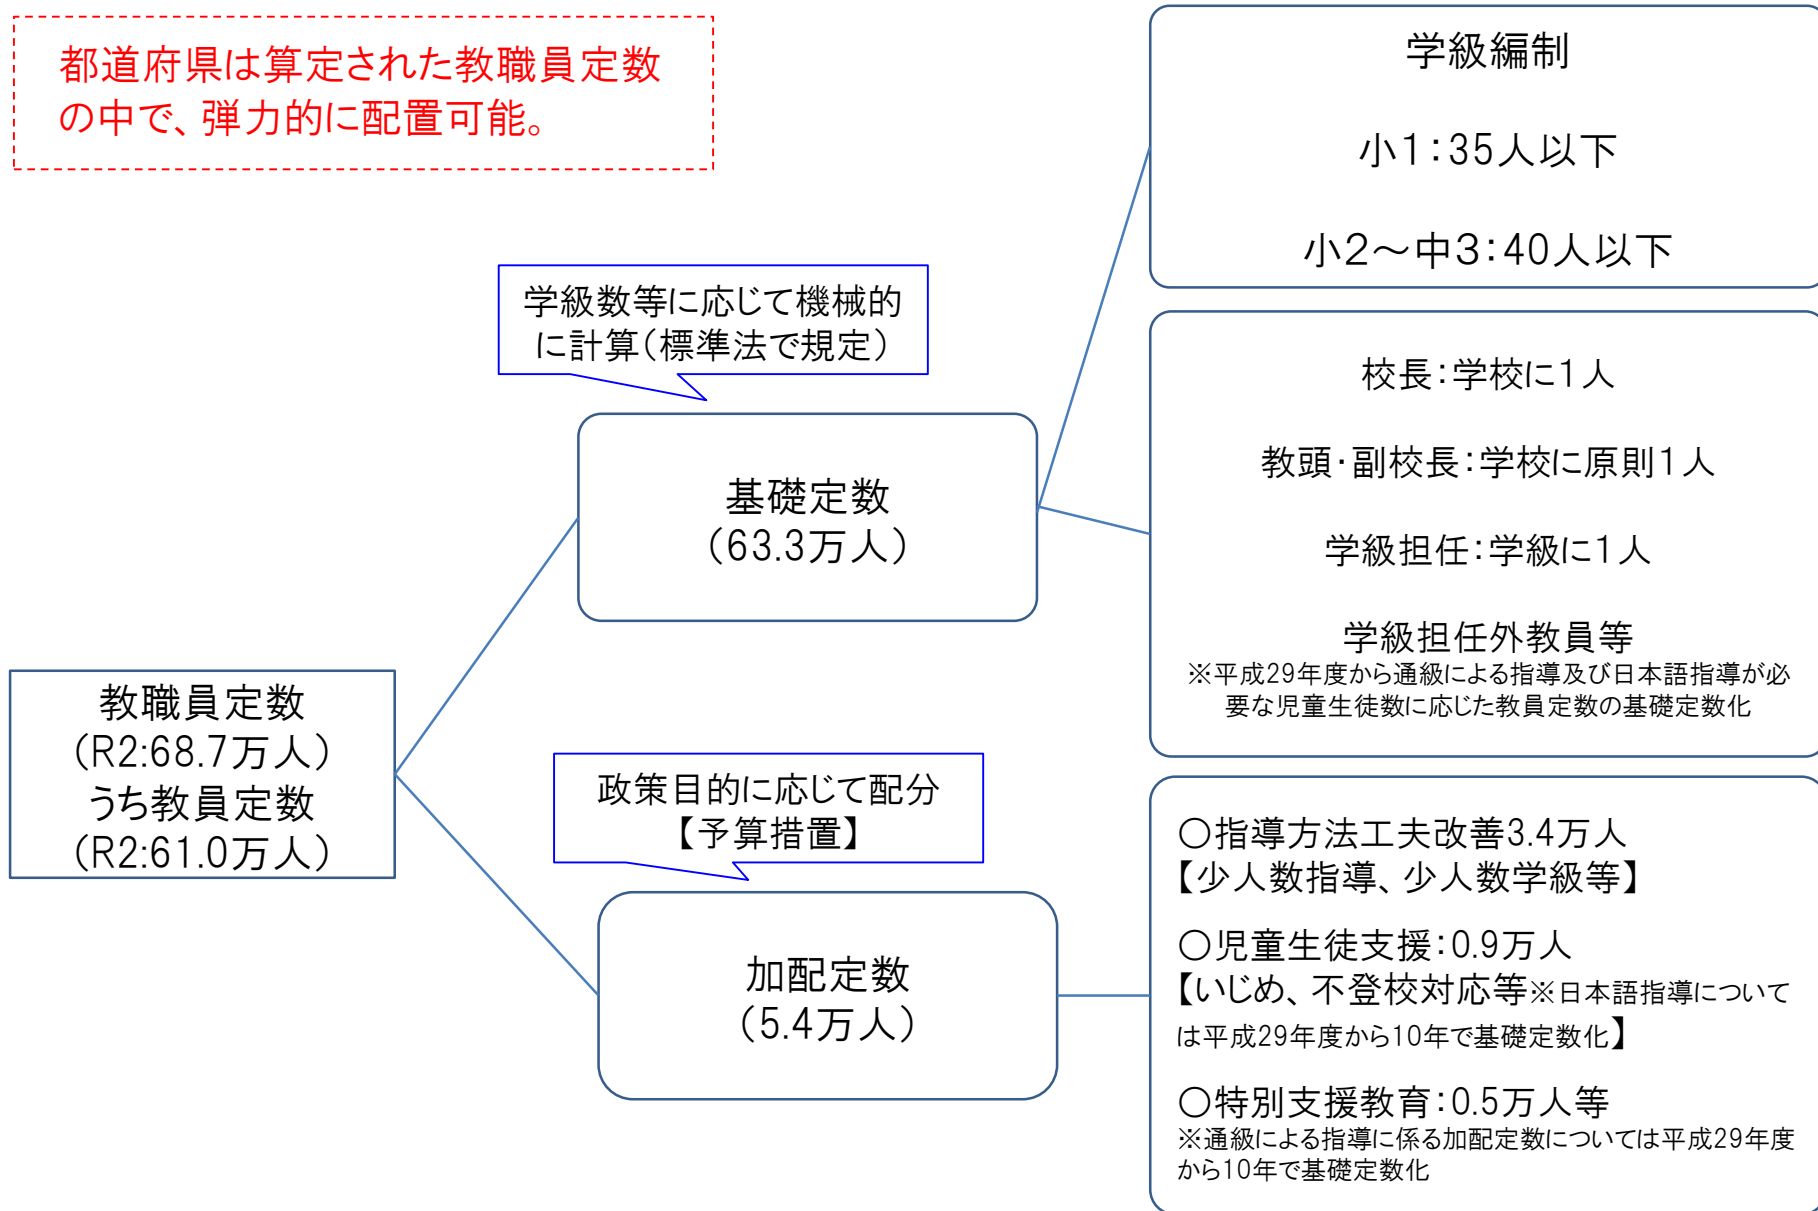 都道府県は算定された教職員定数
の中で、弾力的に配置可能。
学級編制
小1：35人以下
小2～中3：40人以下
学級数等に応じて機械的
に計算（標準法で規定）
校長：学校に1人
教頭・副校長：学校に原則1人
学級担任：学級に1人
学級担任外教員等
※平成29年度から通級による指導及び日本語指導が必
要な児童生徒数に応じた教員定数の基礎定数化
基礎定数
（63.3万人）
教職員定数
（R2:68.7万人）
うち教員定数
（R2:61.0万人）
政策目的に応じて配分
【予算措置】
加配定数
（5.4万人）
○指導方法工夫改善3.4万人
【少人数指導、少人数学級等】
○児童生徒支援：0.9万人
【いじめ、不登校対応等※日本語指導について
は平成29年度から10年で基礎定数化】
○特別支援教育：0.5万人等
※通級による指導に係る加配定数については平成29年度
から10年で基礎定数化